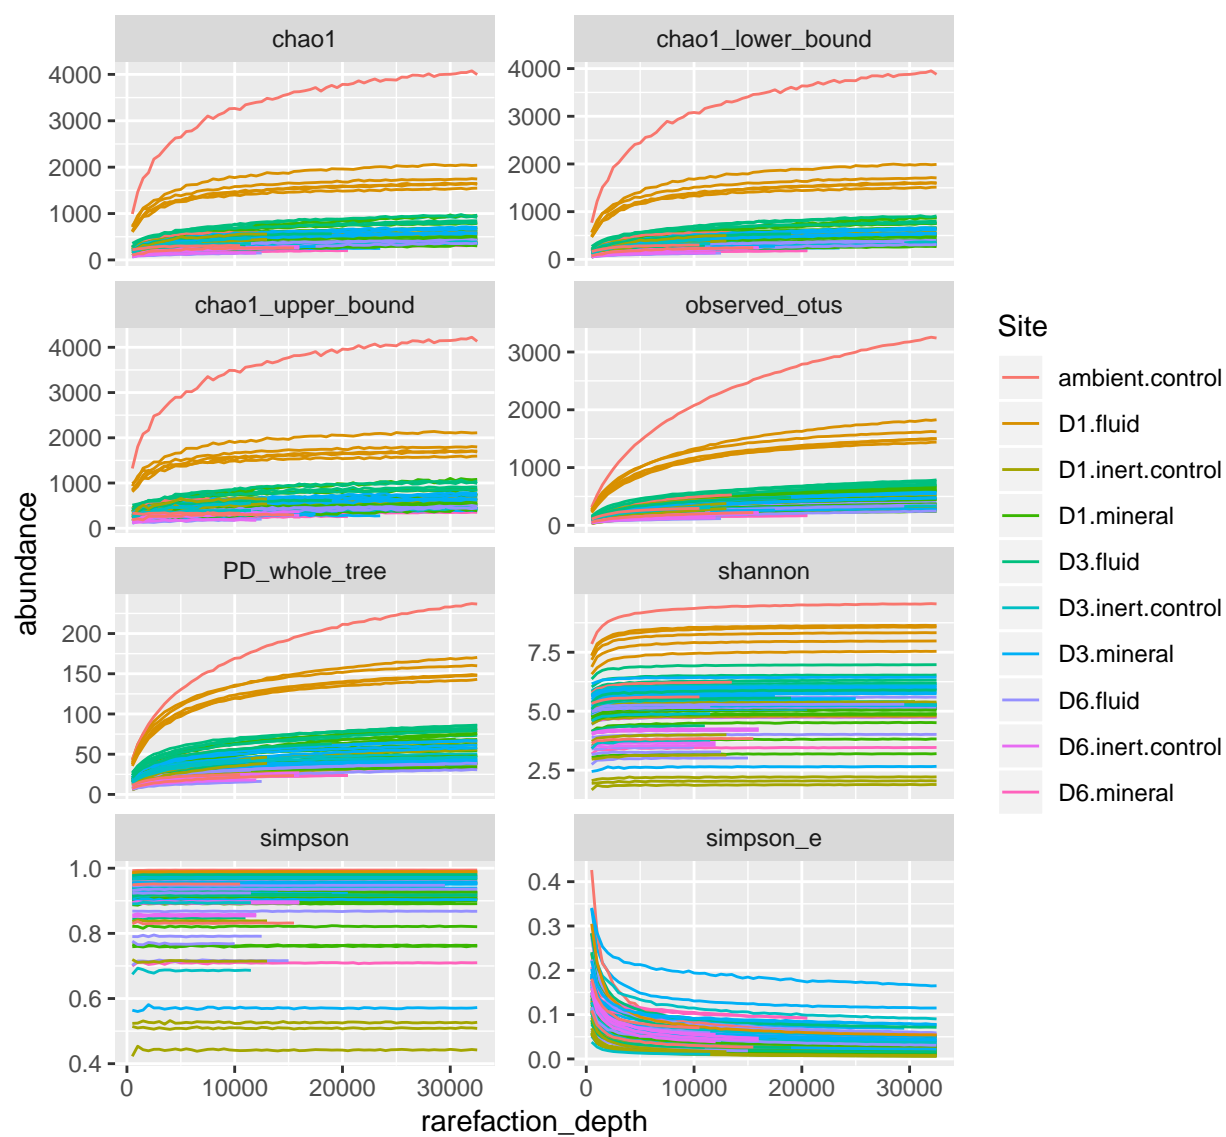 chao1
chao1_lower_bound
4000
3000
2000
1000
0
4000
3000
2000
1000
0
chao1_upper_bound
observed_otus
4000
3000
2000
1000
0
3000
2000
1000
0
PD_whole_tree
shannon
200
150
100
50
0
7.5
5.0
2.5
simpson
simpson_e
1.0
0.8
0.6
0.4
0.4
0.3
0.2
0.1
0.0
0
10000
20000
30000
0
10000
20000
30000
rarefaction_depth
abundance
Site
ambient.control
D1.fluid
D1.inert.control
D1.mineral
D3.fluid
D3.inert.control
D3.mineral
D6.fluid
D6.inert.control
D6.mineral